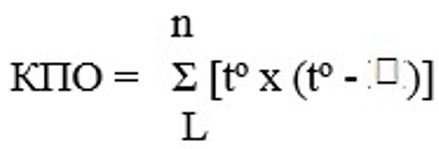 n
КПО = Σ [tº x (tº - □)]
L